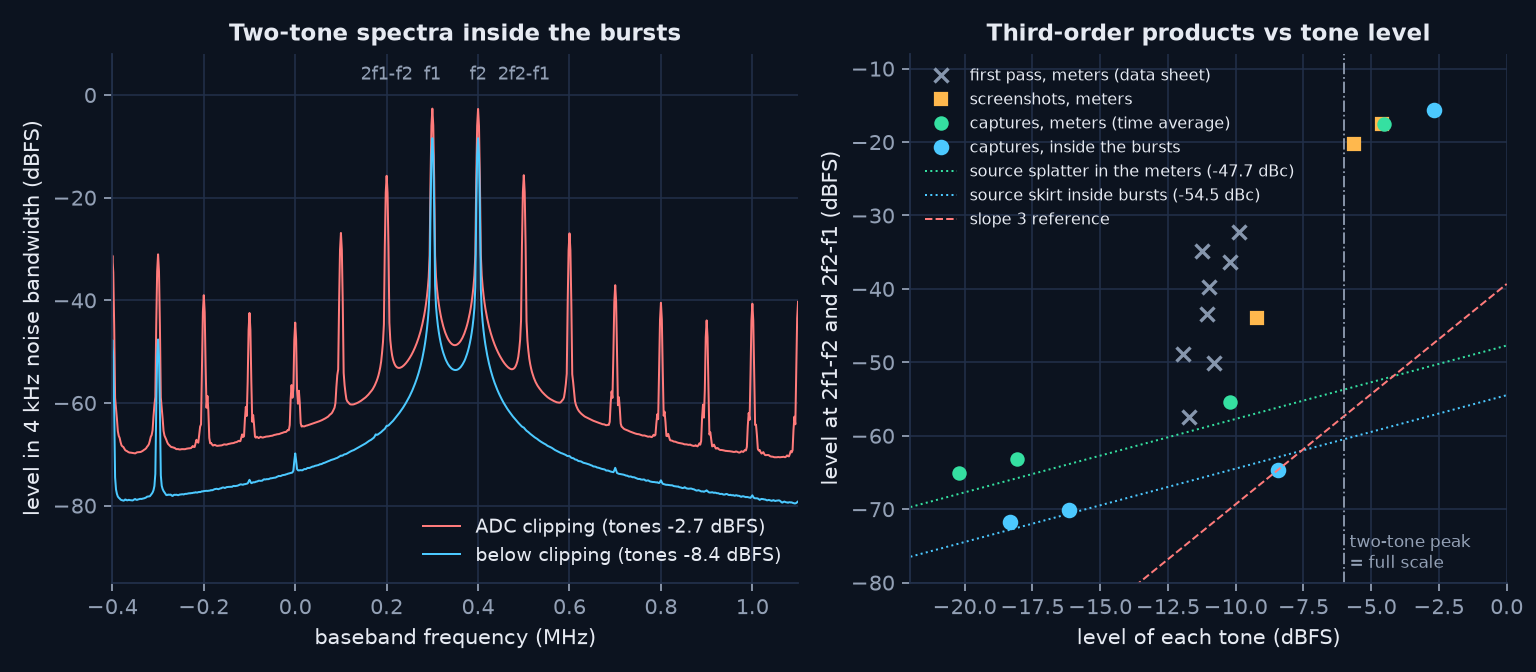 Two-tone spectra inside the bursts
2f1-f2 f1 f2 2f2-f1
level in 4 kHz noise bandwidth (dBFS)
0
−20
−40
−60
−80
ADC clipping (tones -2.7 dBFS)
below clipping (tones -8.4 dBFS)
−0.4 −0.2 0.0 0.2 0.4 0.6 0.8 1.0
baseband frequency (MHz)
Third-order products vs tone level
level at 2f1-f2 and 2f2-f1 (dBFS)
−10
−20
−30
−40
−50
−60
−70
−80
first pass, meters (data sheet)
screenshots, meters
captures, meters (time average)
captures, inside the bursts
source splatter in the meters (-47.7 dBc)
source skirt inside bursts (-54.5 dBc)
slope 3 reference
two-tone peak
= full scale
−20.0 −17.5 −15.0 −12.5 −10.0 −7.5 −5.0 −2.5 0.0
level of each tone (dBFS)